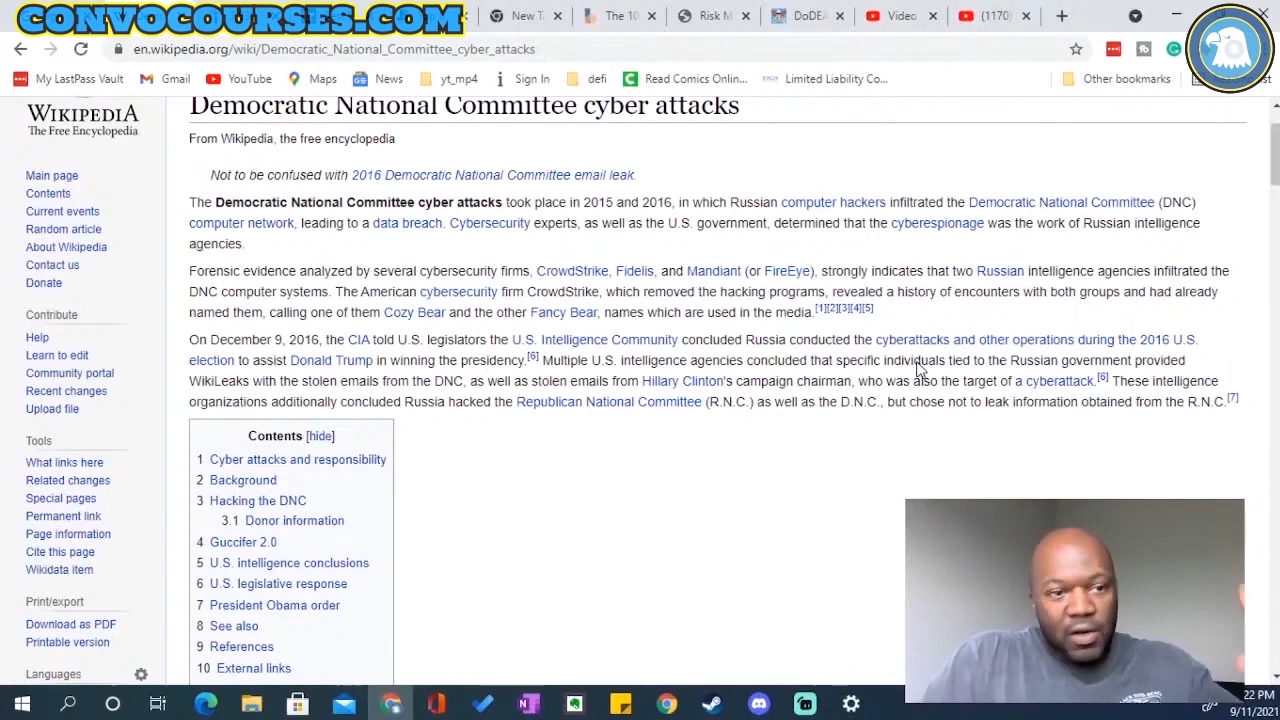 CONVOCOURSES.COM
New T
The 10
Risk M
DoDEA
Video
(1170)
en.wikipedia.org/wiki/Democratic_National_Committee_cyber_attacks
My LastPass Vault
Gmail
YouTube
Maps
News
yt_mp4
Sign In
defi
Read Comics Onlin...
Limited Liability Co...
Other bookmarks
WIKIPEDIA
The Free Encyclopedia
Main page
Contents
Current events
Random article
About Wikipedia
Contact us
Donate
Contribute
Help
Learn to edit
Community portal
Recent changes
Upload file
Tools
What links here
Related changes
Special pages
Permanent link
Page information
Cite this page
Wikidata item
Print/export
Download as PDF
Printable version
Languages
Democratic National Committee cyber attacks
From Wikipedia, the free encyclopedia
Not to be confused with 2016 Democratic National Committee email leak.
The Democratic National Committee cyber attacks took place in 2015 and 2016, in which Russian computer hackers infiltrated the Democratic National Committee (DNC)
computer network, leading to a data breach. Cybersecurity experts, as well as the U.S. government, determined that the cyberespionage was the work of Russian intelligence
agencies.
Forensic evidence analyzed by several cybersecurity firms, CrowdStrike, Fidelis, and Mandiant (or FireEye), strongly indicates that two Russian intelligence agencies infiltrated the
DNC computer systems. The American cybersecurity firm CrowdStrike, which removed the hacking programs, revealed a history of encounters with both groups and had already
named them, calling one of them Cozy Bear and the other Fancy Bear, names which are used in the media.[1][2][3][4][5]
On December 9, 2016, the CIA told U.S. legislators the U.S. Intelligence Community concluded Russia conducted the cyberattacks and other operations during the 2016 U.S.
election to assist Donald Trump in winning the presidency.[6] Multiple U.S. intelligence agencies concluded that specific individuals tied to the Russian government provided
WikiLeaks with the stolen emails from the DNC, as well as stolen emails from Hillary Clinton's campaign chairman, who was also the target of a cyberattack.[6] These intelligence
organizations additionally concluded Russia hacked the Republican National Committee (R.N.C.) as well as the D.N.C., but chose not to leak information obtained from the R.N.C.[7]
Contents [hide]
1 Cyber attacks and responsibility
2 Background
3 Hacking the DNC
3.1 Donor information
4 Guccifer 2.0
5 U.S. intelligence conclusions
6 U.S. legislative response
7 President Obama order
8 See also
9 References
10 External links
22 PM
9/11/2021